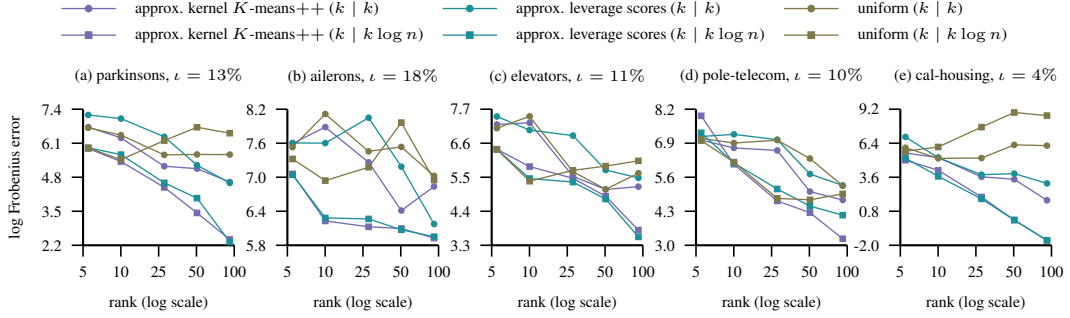 approx. kernel K-means++ (k | k) approx. leverage scores (k | k) uniform (k | k)
approx. kernel K-means++ (k | k log n) approx. leverage scores (k | k log n) uniform (k | k log n)
(a) parkinsons, ι = 13% (b) ailerons, ι = 18% (c) elevators, ι = 11% (d) pole-telecom, ι = 10% (e) cal-housing, ι = 4%
7.4 8.2 7.7 8.2 9.2
6.1 7.6 6.6 6.9 6.4
4.8 7.0 5.5 5.6 3.6
3.5 6.4 4.4 4.3 0.8
2.2 5.8 3.3 3.0 -2.0
log Frobenius error
5 10 25 50 100 5 10 25 50 100 5 10 25 50 100 5 10 25 50 100 5 10 25 50 100
rank (log scale) rank (log scale) rank (log scale) rank (log scale) rank (log scale)